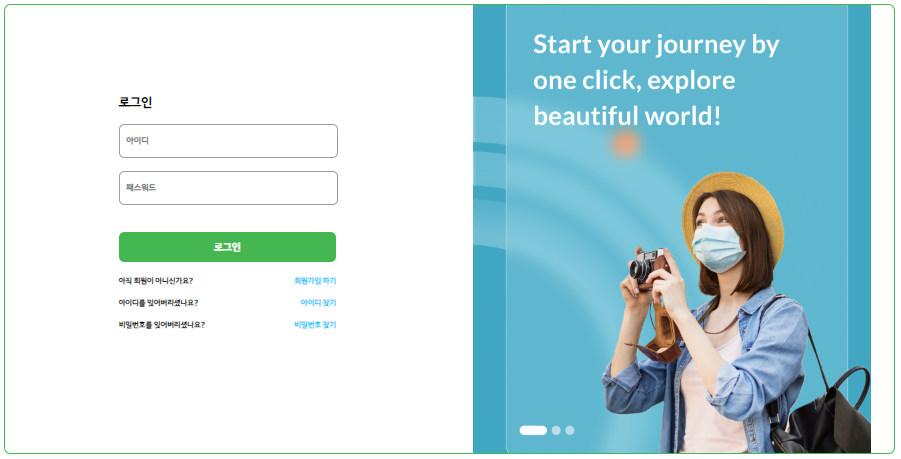 로그인
아이디
패스워드
로그인
아직 회원이 아니신가요? 회원가입 하기
아이디를 잊어버리셨나요? 아이디 찾기
비밀번호를 잊어버리셨나요? 비밀번호 찾기
Start your journey by
one click, explore
beautiful world!